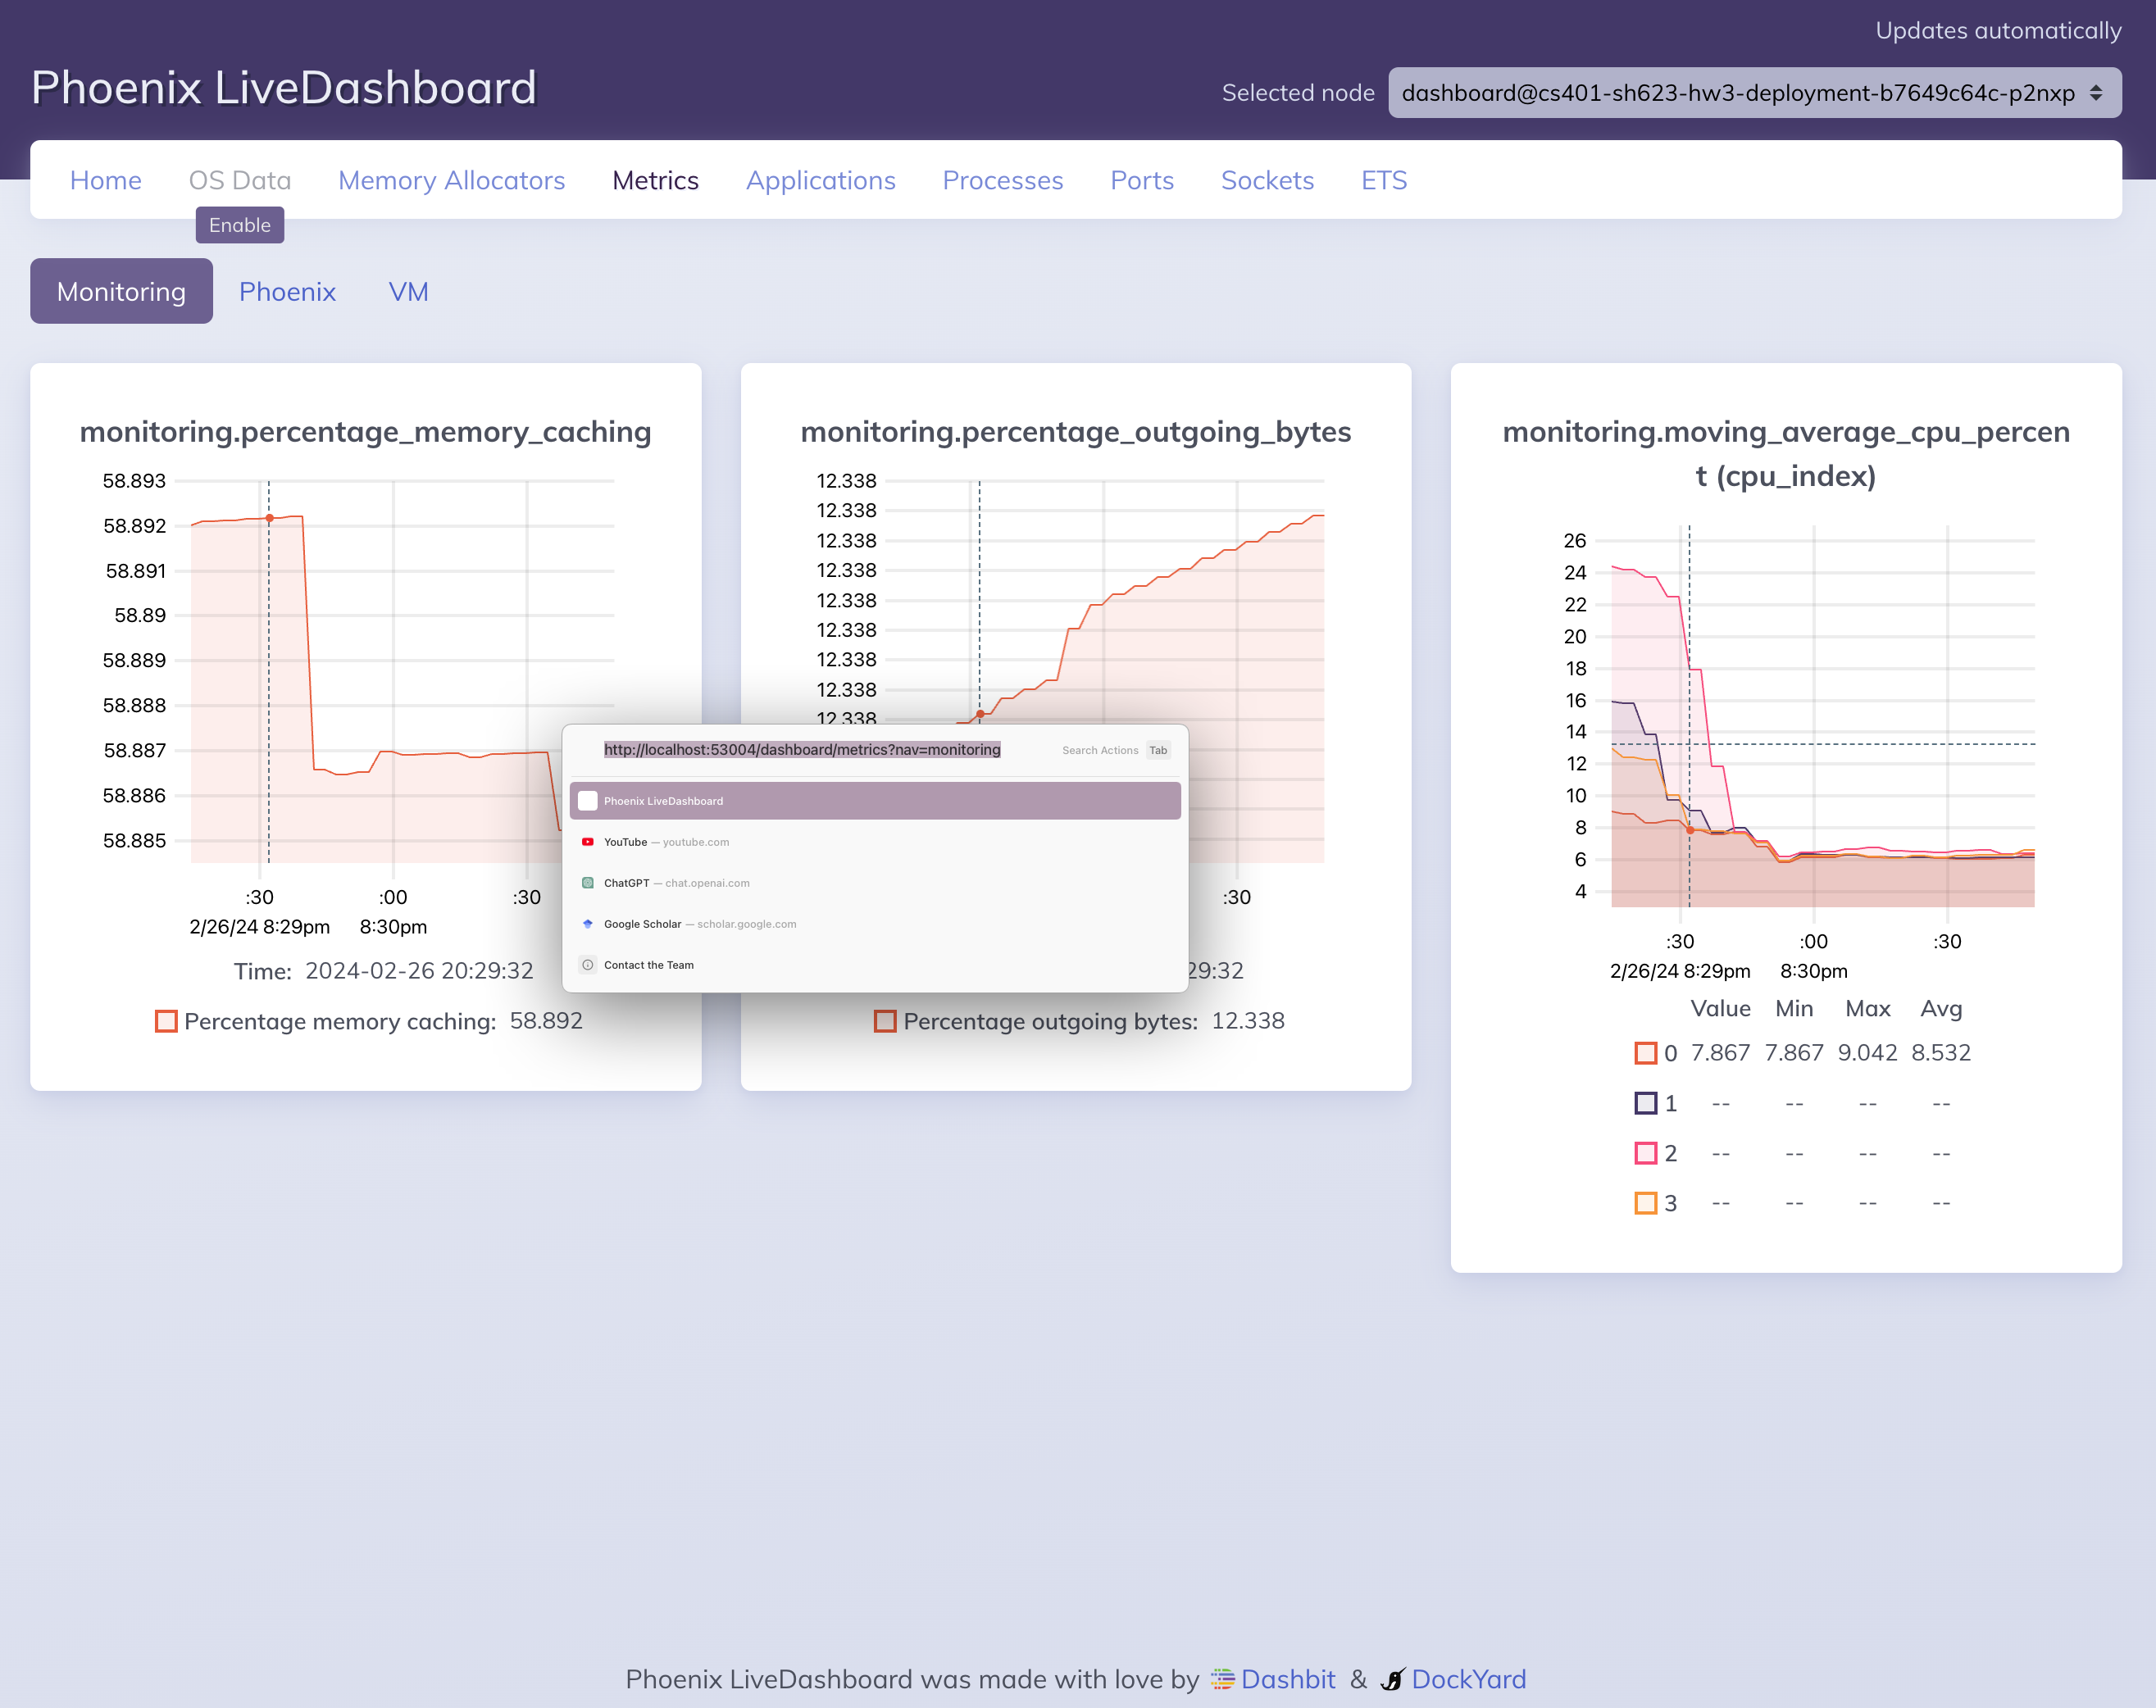 Updates automatically
Phoenix LiveDashboard
Selected node dashboard@cs401-sh623-hw3-deployment-b7649c64c-p2nxp
Home OS Data Memory Allocators Metrics Applications Processes Ports Sockets ETS
Enable
Monitoring Phoenix VM
monitoring.percentage_memory_caching
58.893
58.892
58.891
58.89
58.889
58.888
58.887
58.886
58.885
:30 :00 :30
2/26/24 8:29pm 8:30pm
Time: 2024-02-26 20:29:32
Percentage memory caching: 58.892
monitoring.percentage_outgoing_bytes
12.338
12.338
12.338
12.338
12.338
12.338
12.338
12.338
12.338
:30
29:32
Percentage outgoing bytes: 12.338
http://localhost:53004/dashboard/metrics?nav=monitoring Search Actions Tab
Phoenix LiveDashboard
YouTube — youtube.com
ChatGPT — chat.openai.com
Google Scholar — scholar.google.com
Contact the Team
monitoring.moving_average_cpu_percen
t (cpu_index)
26
24
22
20
18
16
14
12
10
8
6
4
:30 :00 :30
2/26/24 8:29pm 8:30pm
Value Min Max Avg
0 7.867 7.867 9.042 8.532
1 -- -- -- --
2 -- -- -- --
3 -- -- -- --
Phoenix LiveDashboard was made with love by Dashbit & DockYard